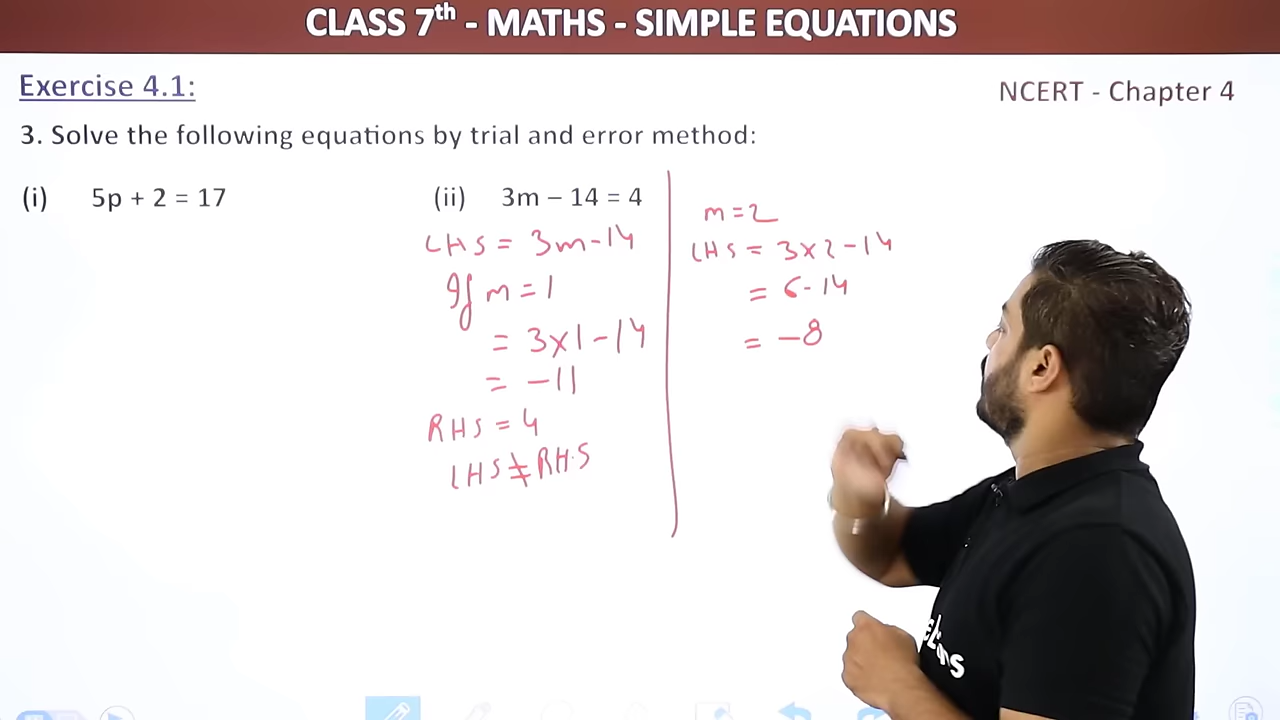 CLASS 7th - MATHS - SIMPLE EQUATIONS
Exercise 4.1:
NCERT - Chapter 4
3. Solve the following equations by trial and error method:
(i) 5p + 2 = 17
(ii) 3m – 14 = 4
LHS = 3m-14
If m = 1
= 3x1-14
= -11
RHS = 4
LHS ≠ RH.S
m = 2
LHS = 3x2-14
= 6-14
= -8